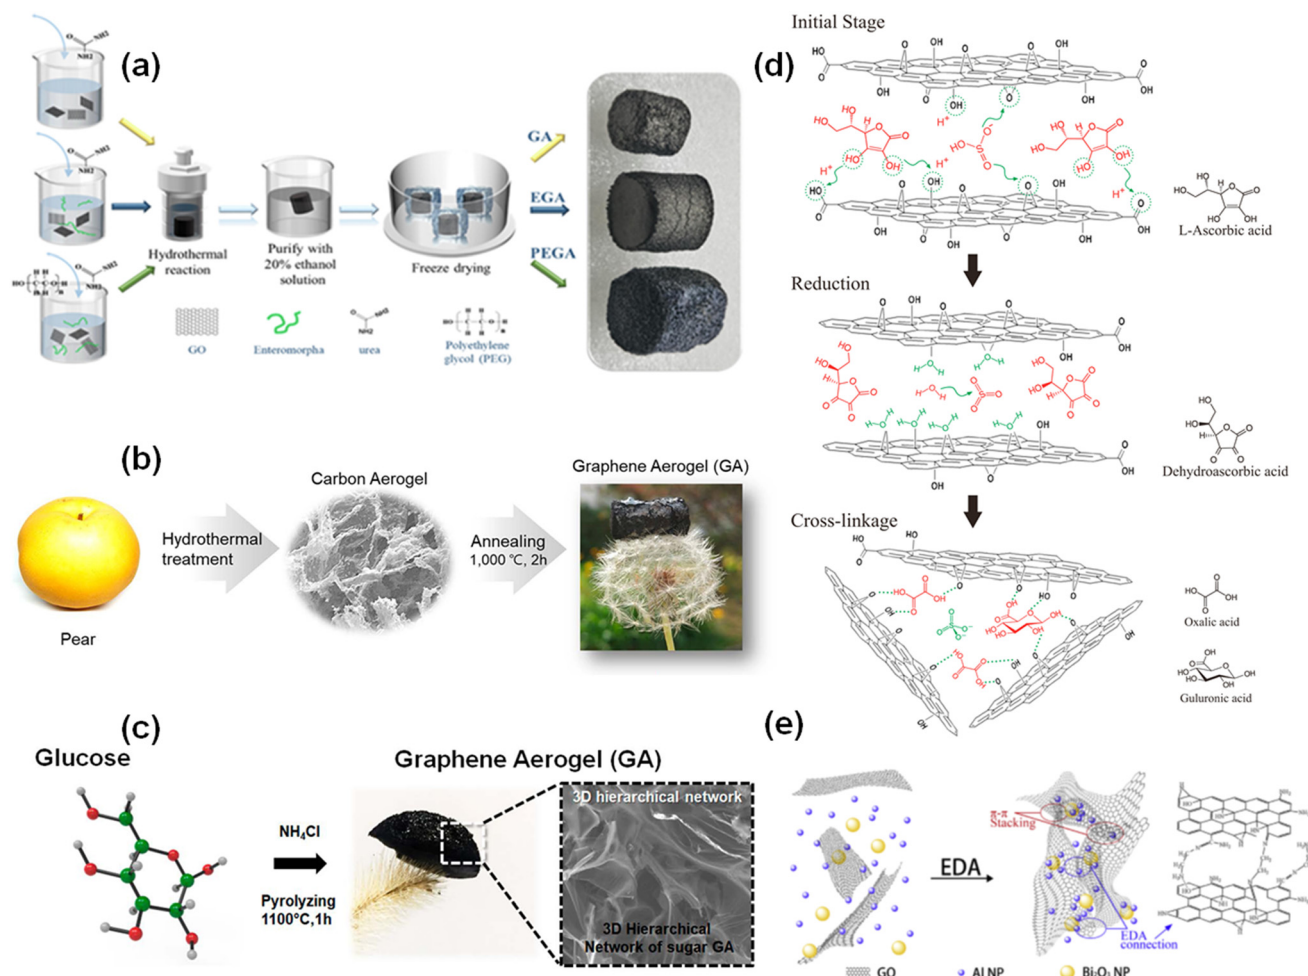 (a)
O
NH2
NH2
GA
EGA
PEGA
Hydrothermal
reaction
Purify with
20% ethanol
solution
Freeze drying
GO
Enteromorpha
urea
Polyethylene
glycol (PEG)
(b)
Pear
Hydrothermal
treatment
Carbon Aerogel
Annealing
1,000 °C, 2h
Graphene Aerogel (GA)
(c)
Glucose
NH₄Cl
Pyrolyzing
1100°C,1h
Graphene Aerogel (GA)
3D hierarchical network
3D Hierarchical
Network of sugar GA
(d)
Initial Stage
H⁺
H⁺
H⁺
H⁺
L-Ascorbic acid
Reduction
Dehydroascorbic acid
Cross-linkage
Oxalic acid
Guluronic acid
(e)
EDA
π-π
Stacking
EDA
connection
GO
Al NP
Bi₂O₃ NP